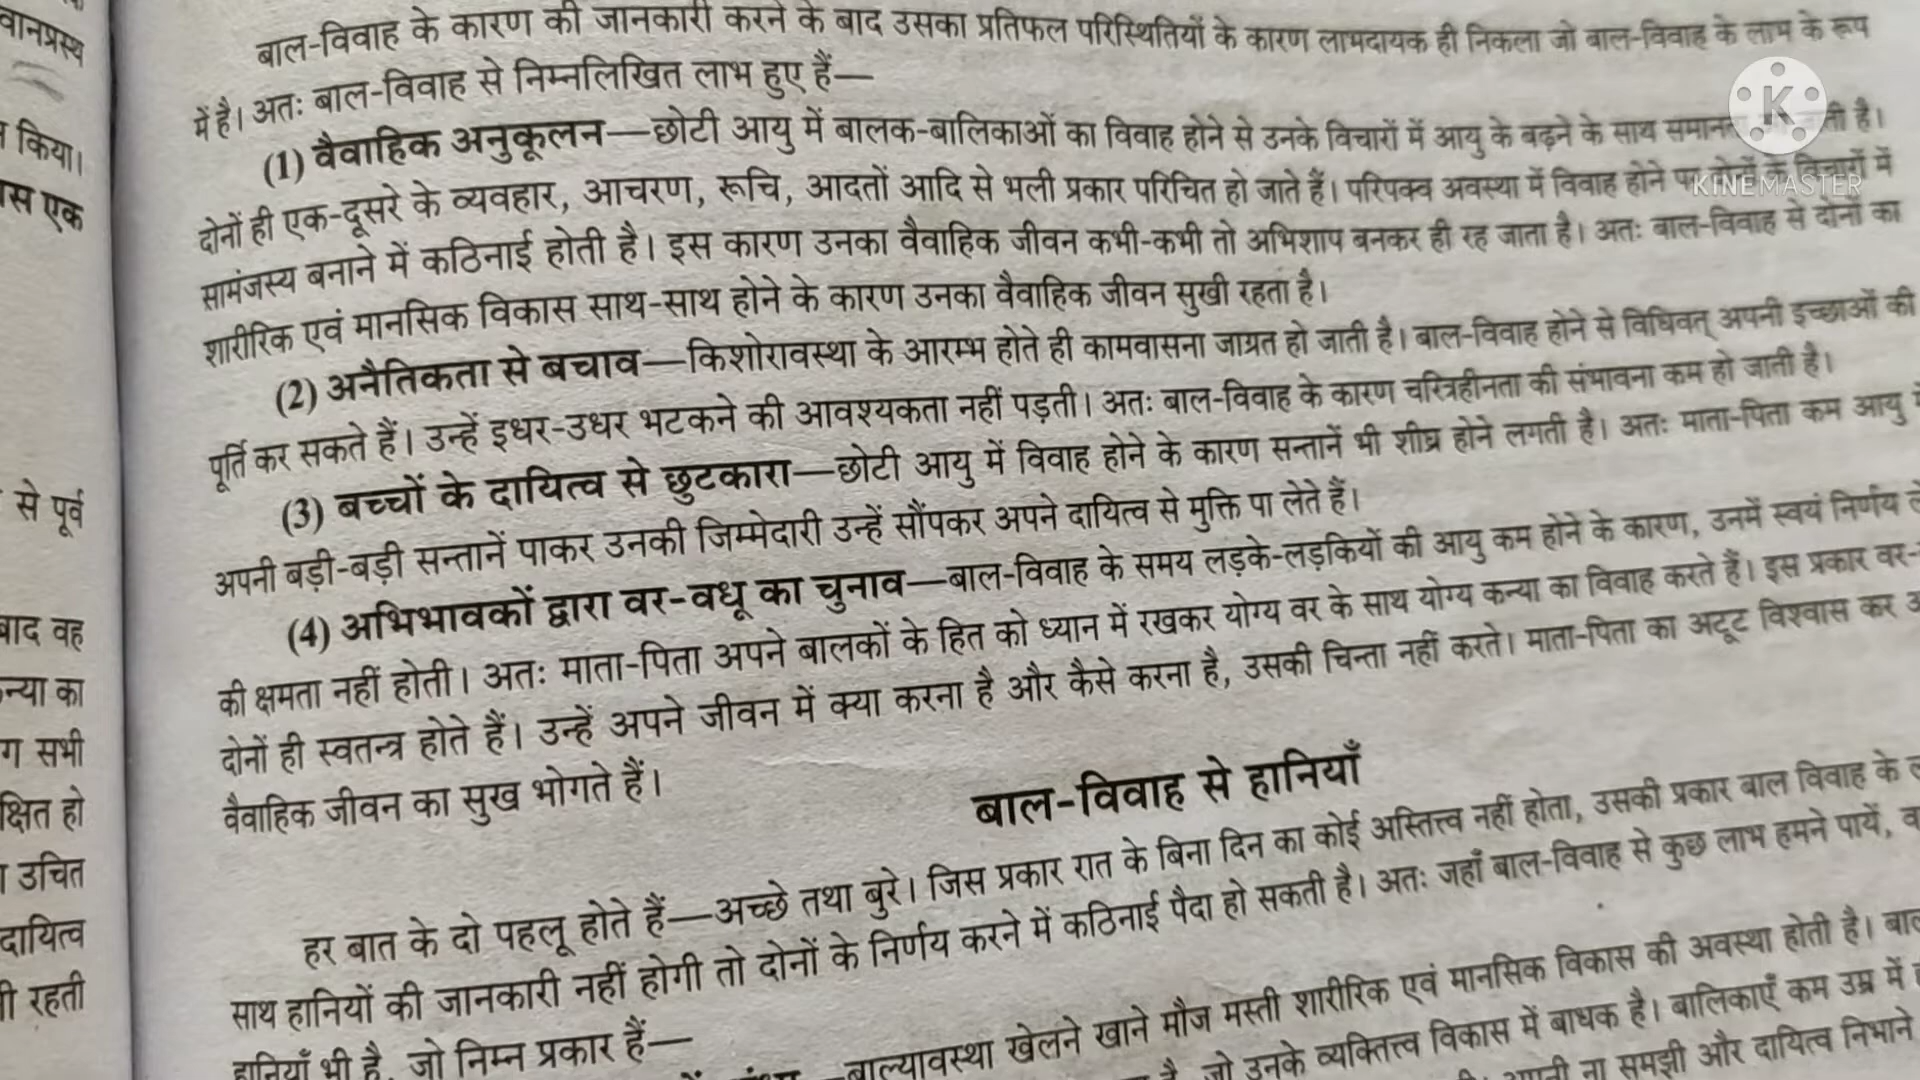 वानप्रस्थ
किया।
स एक
से पूर्व
बाद वह
न्या का
ग सभी
क्षित हो
उचित
दायित्व
रहती
बाल-विवाह के कारण की जानकारी करने के बाद उसका प्रतिफल परिस्थितियों के कारण लाभदायक ही निकला जो बाल-विवाह के लाभ के रूप
में है। अतः बाल-विवाह से निम्नलिखित लाभ हुए हैं—
(1) वैवाहिक अनुकूलन—छोटी आयु में बालक-बालिकाओं का विवाह होने से उनके विचारों में आयु के बढ़ने के साथ है।
दोनों ही एक-दूसरे के व्यवहार, आचरण, रूचि, आदतों आदि से भली प्रकार परिचित हो जाते हैं। परिपक्व अवस्था में विवाह होने में
सामंजस्य बनाने में कठिनाई होती है। इस कारण उनका वैवाहिक जीवन कभी-कभी तो अभिशाप बनकर ही रह जाता है। अतः बाल-विवाह से दोनों का
शारीरिक एवं मानसिक विकास साथ-साथ होने के कारण उनका वैवाहिक जीवन सुखी रहता है।
(2) अनैतिकता से बचाव—किशोरावस्था के आरम्भ होते ही कामवासना जाग्रत हो जाती है। बाल-विवाह होने से विधिवत् अपनी इच्छाओं की
पूर्ति कर सकते हैं। उन्हें इधर-उधर भटकने की आवश्यकता नहीं पड़ती। अतः बाल-विवाह के कारण चरित्रहीनता की संभावना कम हो जाती है।
(3) बच्चों के दायित्व से छुटकारा—छोटी आयु में विवाह होने के कारण सन्तानें भी शीघ्र होने लगती है। अतः माता-पिता कम आयु
अपनी बड़ी-बड़ी सन्तानें पाकर उनकी जिम्मेदारी उन्हें सौंपकर अपने दायित्व से मुक्ति पा लेते हैं।
(4) अभिभावकों द्वारा वर-वधू का चुनाव—बाल-विवाह के समय लड़के-लड़कियों की आयु कम होने के कारण, उनमें स्वयं निर्णय
की क्षमता नहीं होती। अतः माता-पिता अपने बालकों के हित को ध्यान में रखकर योग्य वर के साथ योग्य कन्या का विवाह करते हैं। इस प्रकार वर-
दोनों ही स्वतन्त्र होते हैं। उन्हें अपने जीवन में क्या करना है और कैसे करना है, उसकी चिन्ता नहीं करते। माता-पिता का अटूट विश्वास कर
वैवाहिक जीवन का सुख भोगते हैं।
बाल-विवाह से हानियाँ
हर बात के दो पहलू होते हैं—अच्छे तथा बुरे। जिस प्रकार रात के बिना दिन का कोई अस्तित्त्व नहीं होता, उसकी प्रकार बाल विवाह के
साथ हानियों की जानकारी नहीं होगी तो दोनों के निर्णय करने में कठिनाई पैदा हो सकती है। अतः जहाँ बाल-विवाह से कुछ लाभ हमने पायें,
हानियाँ भी है, जो निम्न प्रकार हैं—
बाल्यावस्था खेलने खाने मौज मस्ती शारीरिक एवं मानसिक विकास की अवस्था होती है।
जो उनके व्यक्तित्त्व विकास में बाधक है। बालिकाएँ कम उम्र में
ना समझी और दायित्व निभाने
K
KINEMASTER